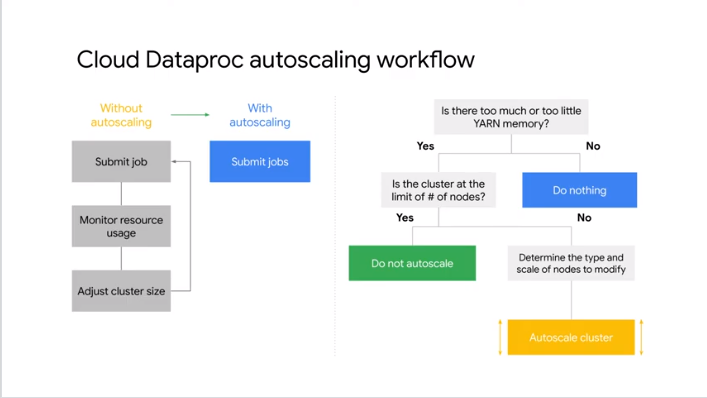 Cloud Dataproc autoscaling workflow
Without
autoscaling
With
autoscaling
Submit job
Submit jobs
Monitor resource
usage
Adjust cluster size
Is there too much or too little
YARN memory?
Yes
No
Is the cluster at the
limit of # of nodes?
Do nothing
Yes
No
Do not autoscale
Determine the type and
scale of nodes to modify
Autoscale cluster